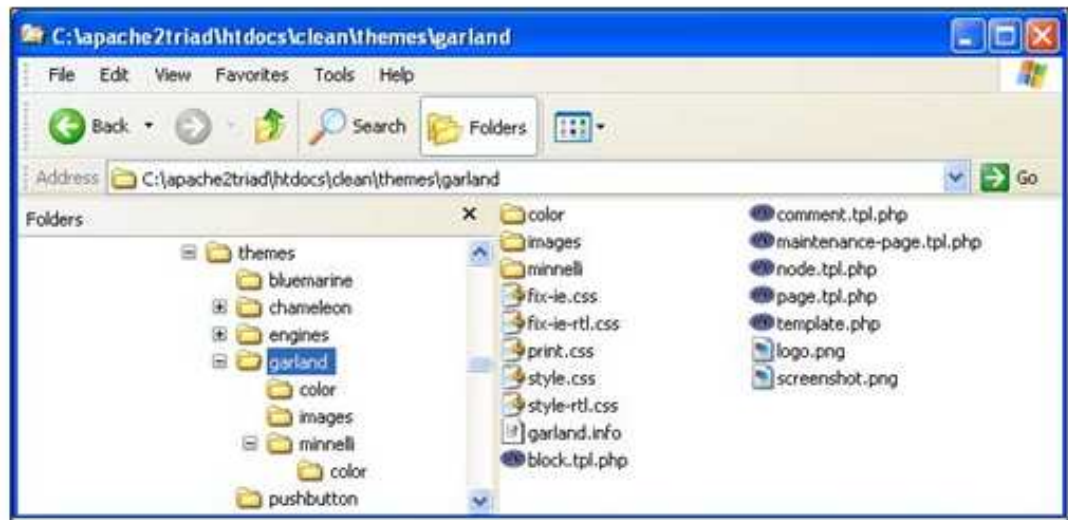 C:\apache2triad\htdocs\clean\themes\garland
File Edit View Favorites Tools Help
Back Search Folders
Address C:\apache2triad\htdocs\clean\themes\garland Go
Folders
themes
bluemarine
chameleon
engines
garland
color
images
minnelli
color
pushbutton
color
images
minnelli
fix-ie.css
fix-ie-rtl.css
print.css
style.css
style-rtl.css
garland.info
block.tpl.php
comment.tpl.php
maintenance-page.tpl.php
node.tpl.php
page.tpl.php
template.php
logo.png
screenshot.png